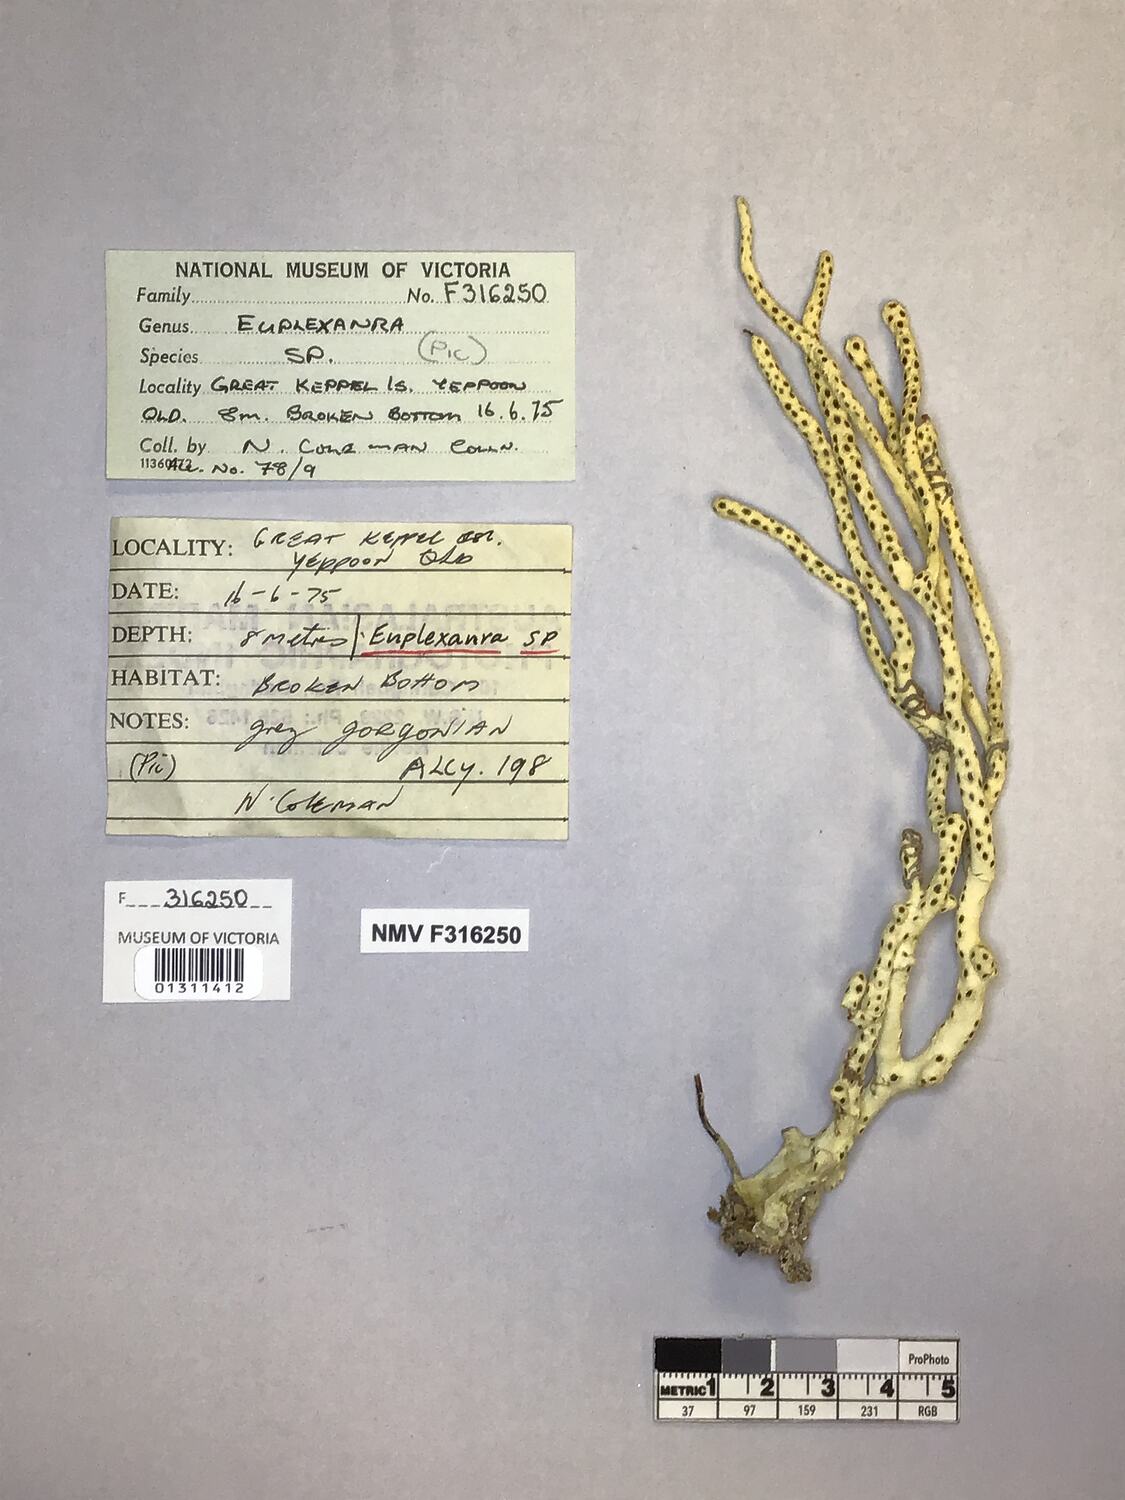 NATIONAL MUSEUM OF VICTORIA
Family No. F316250
Genus EUPLEXANRA
Species SP. (PIC)
Locality GREAT KEPPEL IS. YEPPOON
QLD. 8m. BROKEN BOTTOM 16.6.75
Coll. by N. COLEMAN COLLN.
No. 78/9
LOCALITY: GREAT KEPPEL
YEPPOON QLD
DATE: 16-6-75
DEPTH: 8 metres Euplexanra SP
HABITAT: BROKEN BOTTOM
NOTES: grey gorgonian
(Pic) ALCY. 198
N. Coleman
F 316250
MUSEUM OF VICTORIA
01311412
NMV F316250
ProPhoto
METRIC 1 2 3 4 5
37 97 159 231 RGB